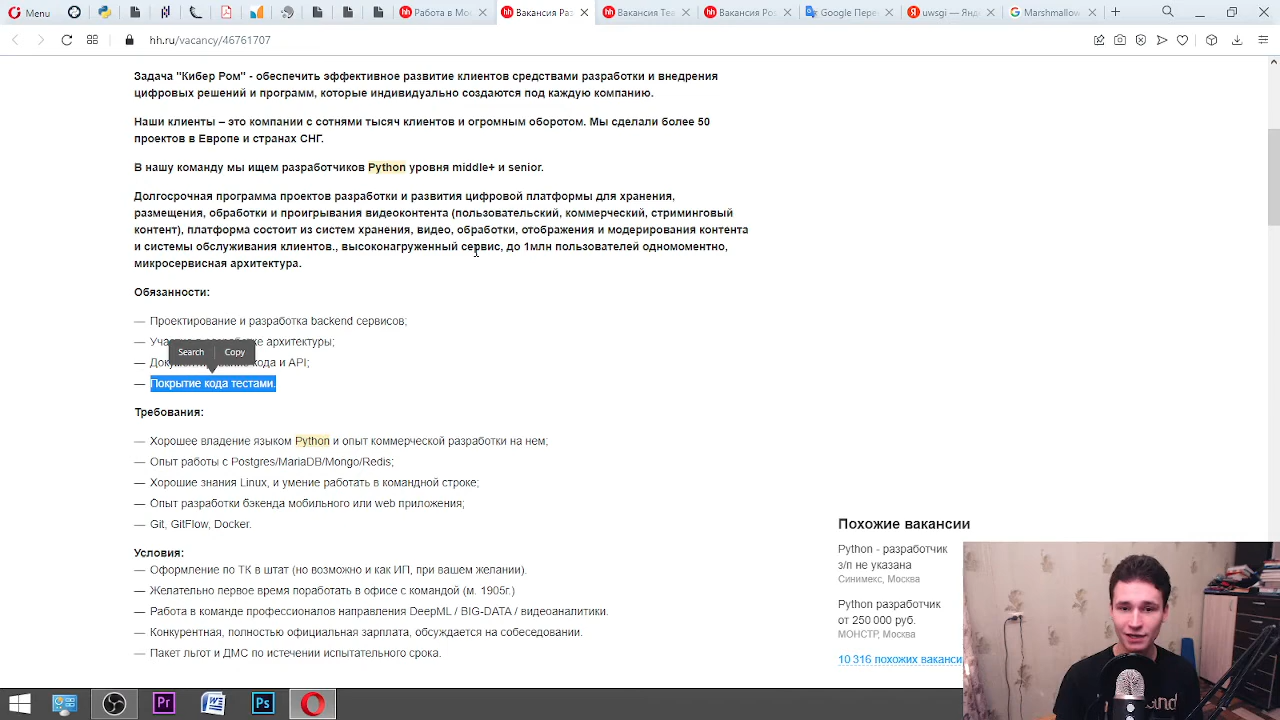 Menu
Работа в Мо
Вакансия Ра
Вакансия Теа
Вакансия Ро
Google Пере
uwsgi — Янд
Marshmallow
hh.ru/vacancy/46761707
Задача "Кибер Ром" - обеспечить эффективное развитие клиентов средствами разработки и внедрения
цифровых решений и программ, которые индивидуально создаются под каждую компанию.
Наши клиенты – это компании с сотнями тысяч клиентов и огромным оборотом. Мы сделали более 50
проектов в Европе и странах СНГ.
В нашу команду мы ищем разработчиков Python уровня middle+ и senior.
Долгосрочная программа проектов разработки и развития цифровой платформы для хранения,
размещения, обработки и проигрывания видеоконтента (пользовательский, коммерческий, стриминговый
контент), платформа состоит из систем хранения, видео, обработки, отображения и модерирования контента
и системы обслуживания клиентов., высоконагруженный сервис, до 1млн пользователей одномоментно,
микросервисная архитектура.
Обязанности:
— Проектирование и разработка backend сервисов;
— архитектуры;
Search Copy
— кода и API;
— Покрытие кода тестами.
Требования:
— Хорошее владение языком Python и опыт коммерческой разработки на нем;
— Опыт работы с Postgres/MariaDB/Mongo/Redis;
— Хорошие знания Linux, и умение работать в командной строке;
— Опыт разработки бэкенда мобильного или web приложения;
— Git, GitFlow, Docker.
Условия:
— Оформление по ТК в штат (но возможно и как ИП, при вашем желании).
— Желательно первое время поработать в офисе с командой (м. 1905г.)
— Работа в команде профессионалов направления DeepML / BIG-DATA / видеоаналитики.
— Конкурентная, полностью официальная зарплата, обсуждается на собеседовании.
— Пакет льгот и ДМС по истечении испытательного срока.
Похожие вакансии
Python - разработчик
з/п не указана
Синимекс, Москва
Python разработчик
от 250 000 руб.
МОНСТР, Москва
10 316 похожих ваканси
Pr
Ps